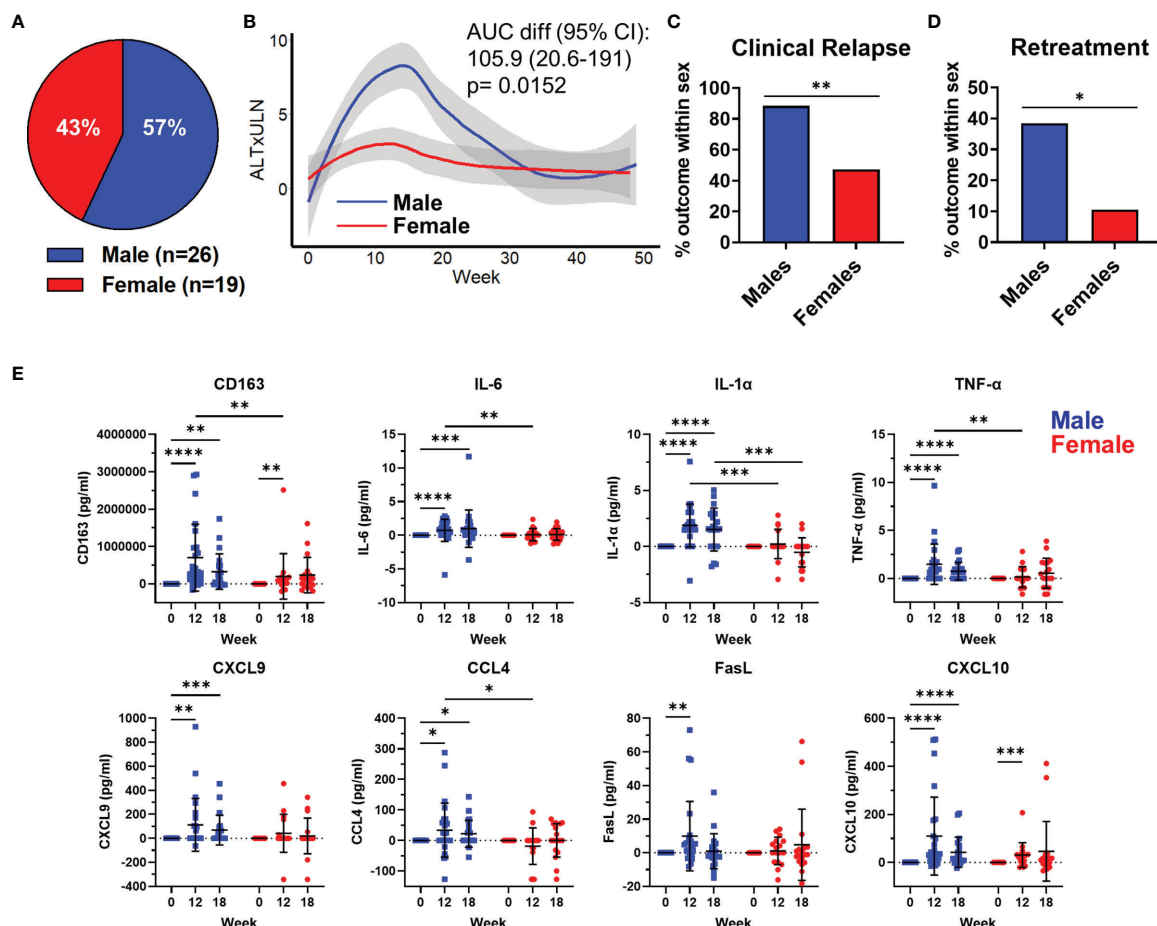 A
43%
57%
Male (n=26)
Female (n=19)
B
AUC diff (95% CI):
105.9 (20.6-191)
p= 0.0152
ALTxULN
10
5
0
Male
Female
0 10 20 30 40 50
Week
C
Clinical Relapse
% outcome within sex
**
100
80
60
40
20
0
Males
Females
D
Retreatment
% outcome within sex
*
50
40
30
20
10
0
Males
Females
E
Male
Female
CD163
CD163 (pg/ml)
**
**
****
**
4000000
3000000
2000000
1000000
0
0 12 18 0 12 18
Week
IL-6
IL-6 (pg/ml)
**
***
****
15
10
5
0
-5
-10
0 12 18 0 12 18
Week
IL-1α
IL-1α (pg/ml)
****
****
***
***
10
5
0
-5
0 12 18 0 12 18
Week
TNF-α
TNF-α (pg/ml)
**
****
****
15
10
5
0
-5
0 12 18 0 12 18
Week
CXCL9
CXCL9 (pg/ml)
***
**
1000
800
600
400
200
0
-200
-400
0 12 18 0 12 18
Week
CCL4
CCL4 (pg/ml)
*
*
*
400
300
200
100
0
-100
0 12 18 0 12 18
Week
FasL
FasL (pg/ml)
**
80
60
40
20
0
-20
0 12 18 0 12 18
Week
CXCL10
CXCL10 (pg/ml)
****
****
***
600
400
200
0
0 12 18 0 12 18
Week